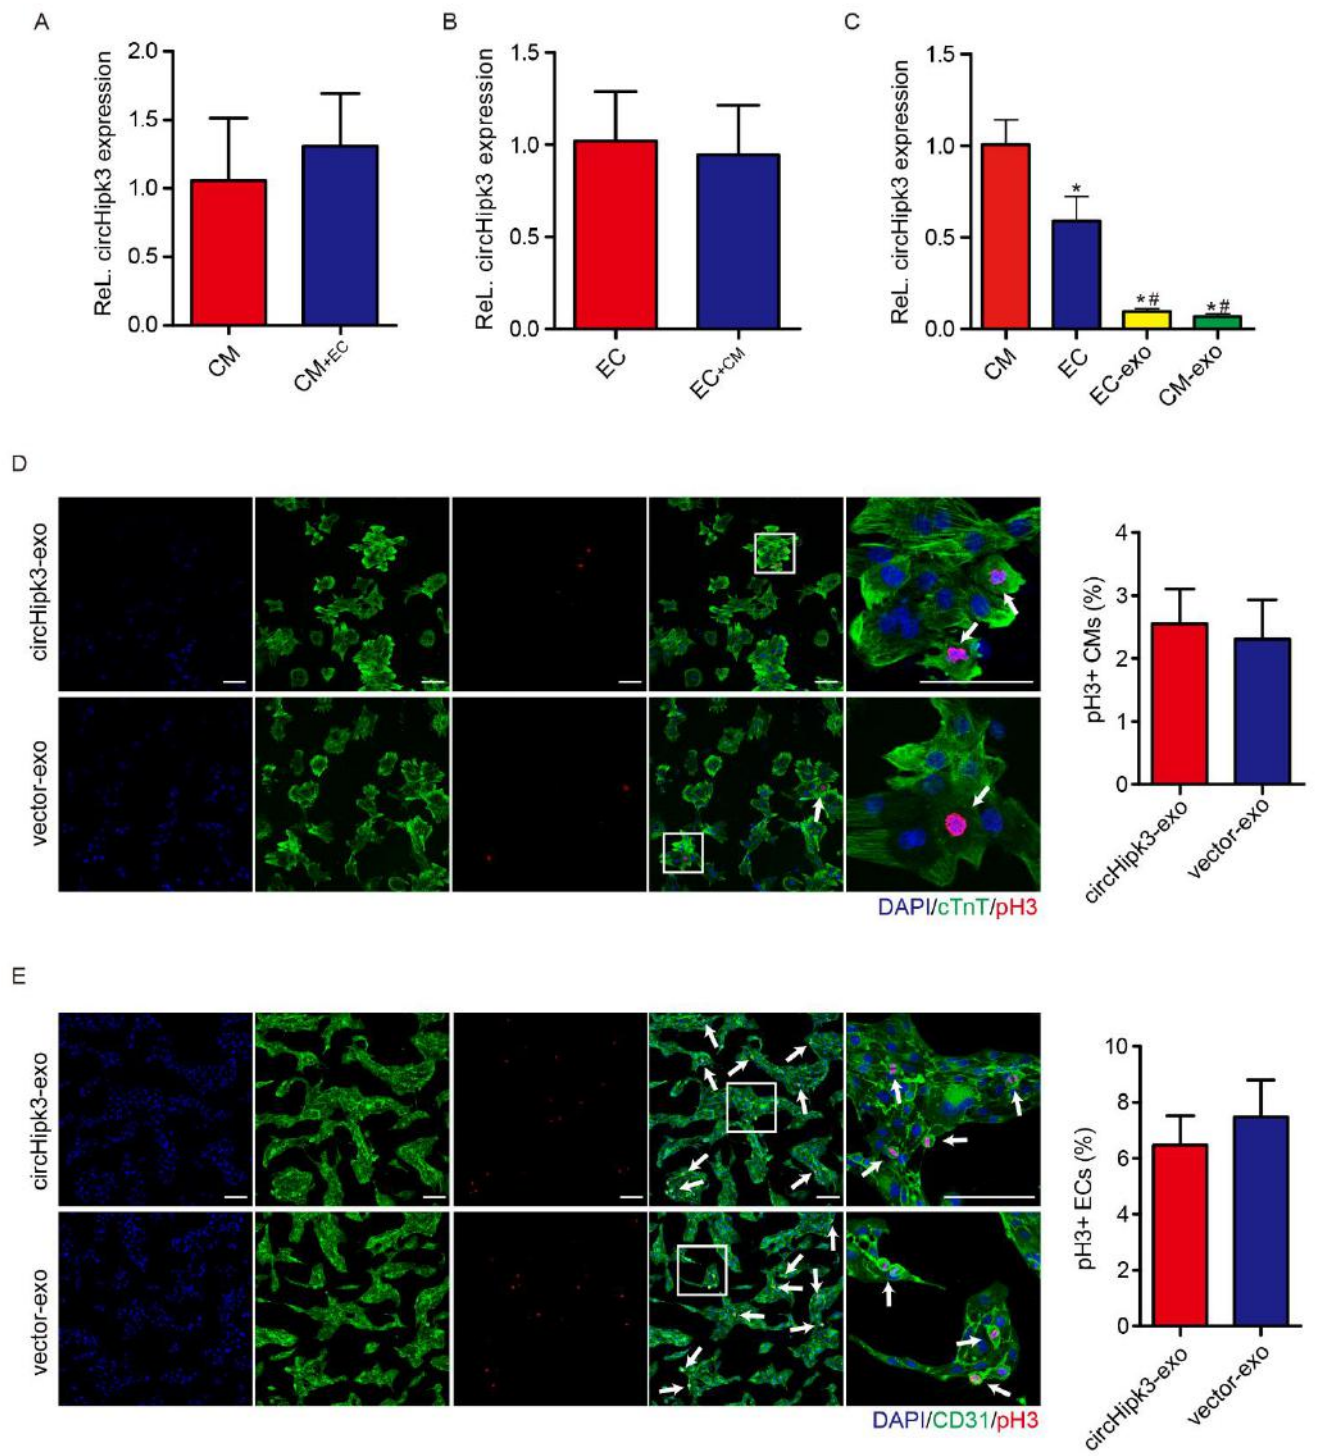 A
ReL. circHipk3 expression
2.0
1.5
1.0
0.5
0.0
CM
CM+EC
B
ReL. circHipk3 expression
1.5
1.0
0.5
0.0
EC
EC+CM
C
ReL. circHipk3 expression
1.5
1.0
0.5
0.0
*
*#
*#
CM
EC
EC-exo
CM-exo
D
circHipk3-exo
vector-exo
DAPI/cTnT/pH3
pH3+ CMs (%)
4
3
2
1
0
circHipk3-exo
vector-exo
E
circHipk3-exo
vector-exo
DAPI/CD31/pH3
pH3+ ECs (%)
10
8
6
4
2
0
circHipk3-exo
vector-exo